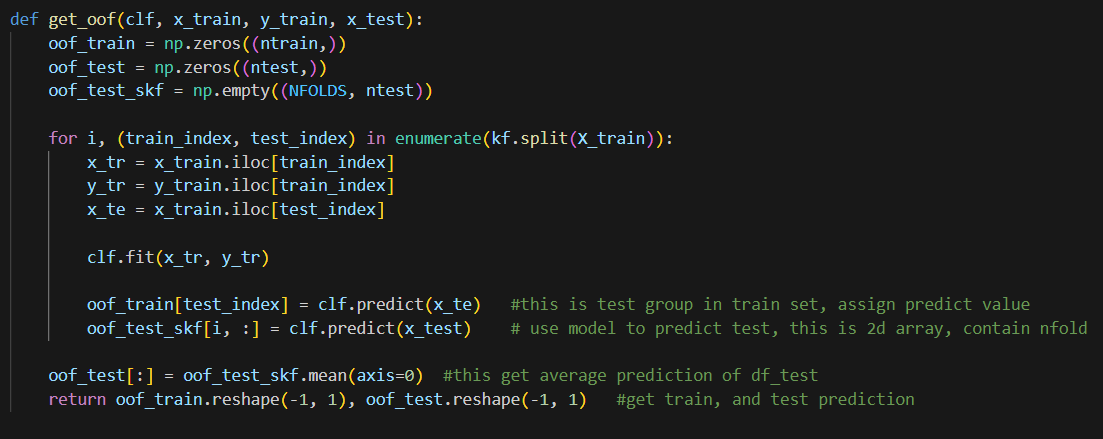 def get_oof(clf, x_train, y_train, x_test):
    oof_train = np.zeros((ntrain,))
    oof_test = np.zeros((ntest,))
    oof_test_skf = np.empty((NFOLDS, ntest))

    for i, (train_index, test_index) in enumerate(kf.split(X_train)):
        x_tr = x_train.iloc[train_index]
        y_tr = y_train.iloc[train_index]
        x_te = x_train.iloc[test_index]

        clf.fit(x_tr, y_tr)

        oof_train[test_index] = clf.predict(x_te)   #this is test group in train set, assign predict value
        oof_test_skf[i, :] = clf.predict(x_test)    # use model to predict test, this is 2d array, contain nfold

    oof_test[:] = oof_test_skf.mean(axis=0)  #this get average prediction of df_test
    return oof_train.reshape(-1, 1), oof_test.reshape(-1, 1)   #get train, and test prediction